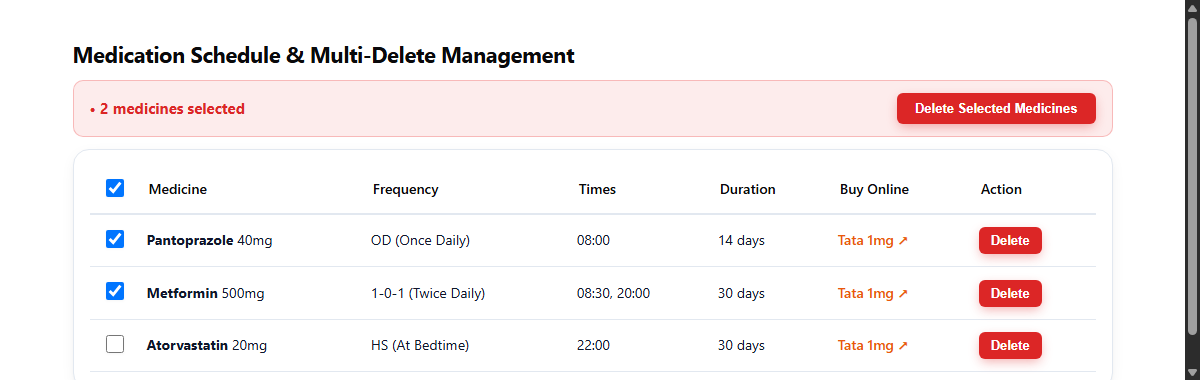 Medication Schedule & Multi-Delete Management
• 2 medicines selected Delete Selected Medicines
Medicine Frequency Times Duration Buy Online Action
Pantoprazole 40mg OD (Once Daily) 08:00 14 days Tata 1mg ↗ Delete
Metformin 500mg 1-0-1 (Twice Daily) 08:30, 20:00 30 days Tata 1mg ↗ Delete
Atorvastatin 20mg HS (At Bedtime) 22:00 30 days Tata 1mg ↗ Delete